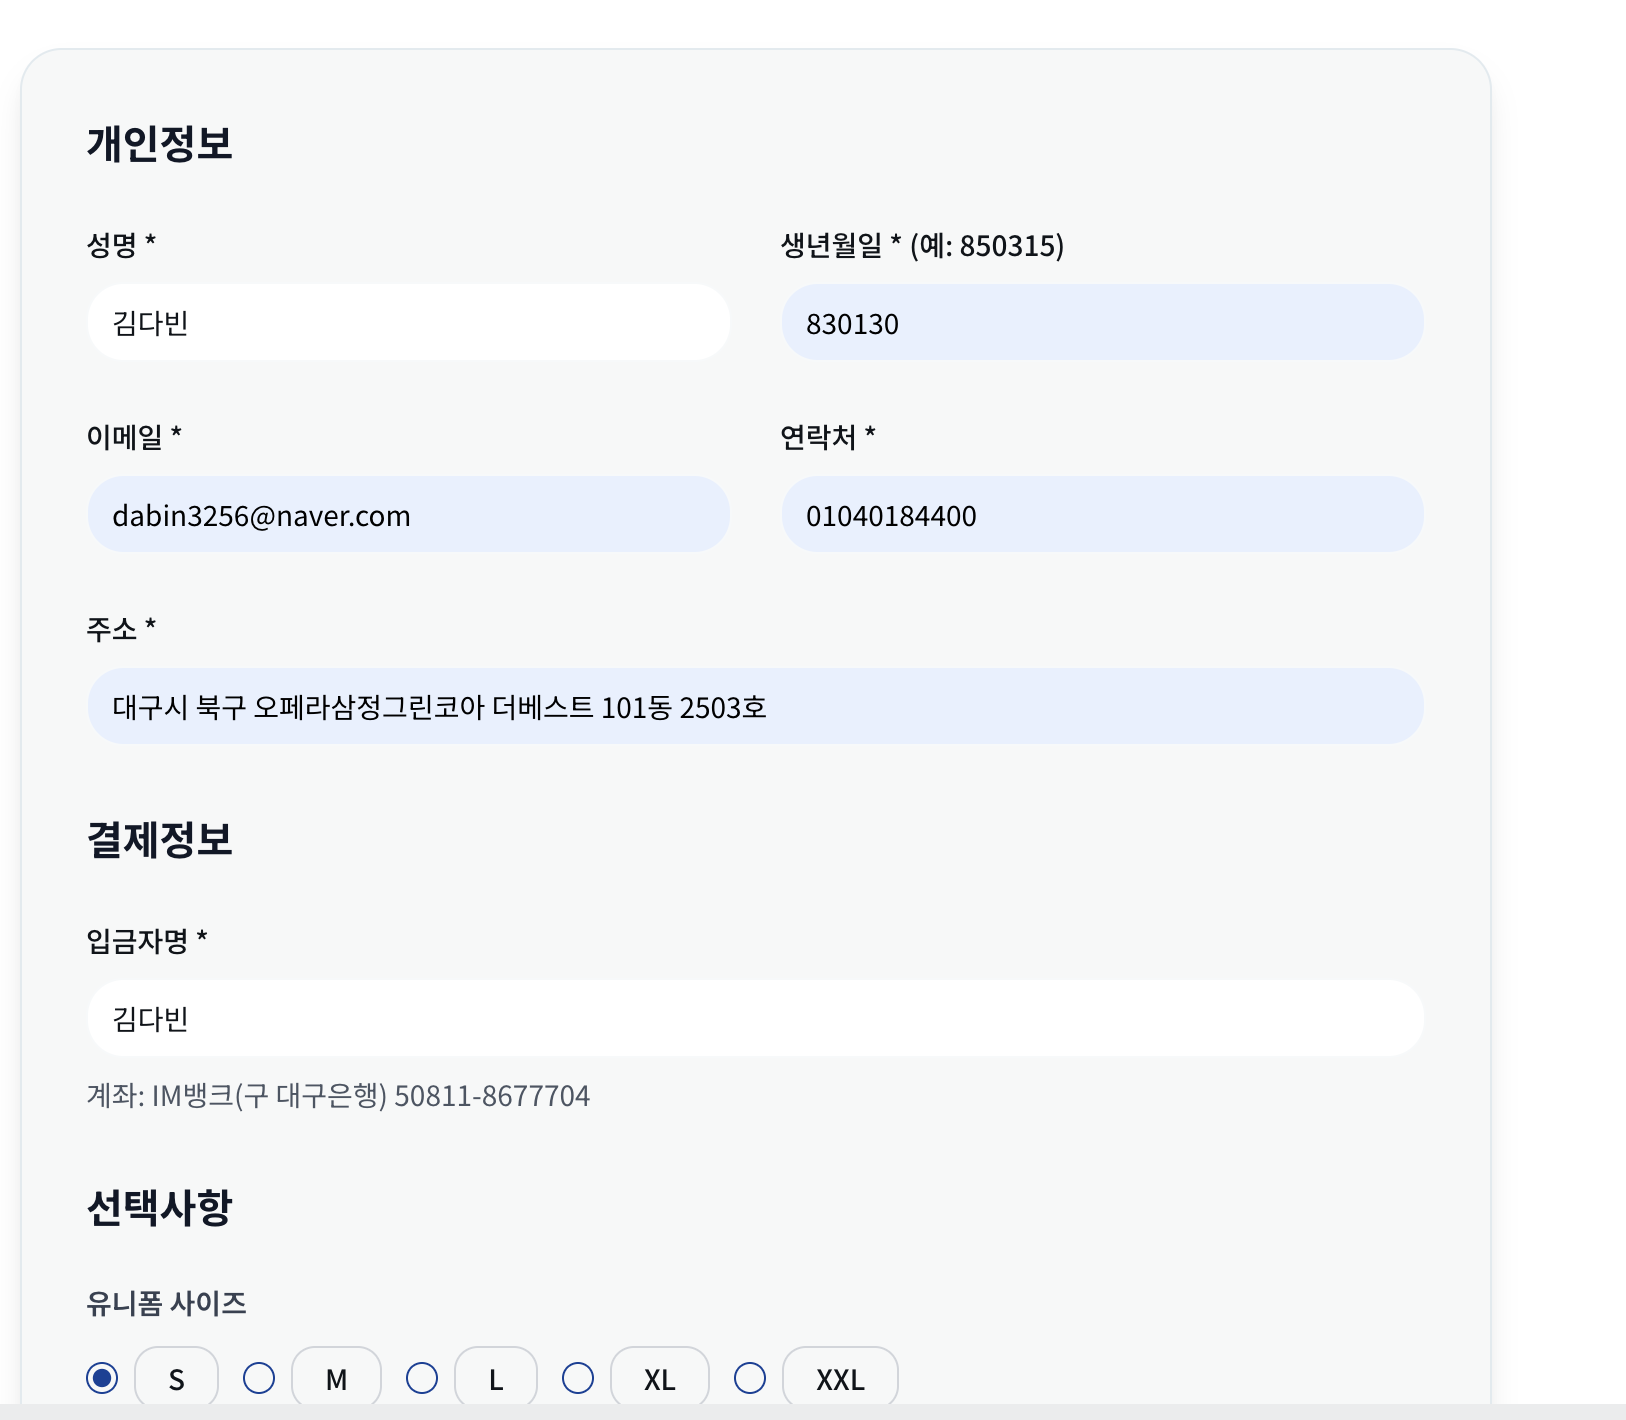 개인정보
성명 *
생년월일 * (예: 850315)
김다빈
830130
이메일 *
연락처 *
dabin3256@naver.com
01040184400
주소 *
대구시 북구 오페라삼정그린코아 더베스트 101동 2503호
결제정보
입금자명 *
김다빈
계좌: IM뱅크(구 대구은행) 50811-8677704
선택사항
유니폼 사이즈
S M L XL XXL